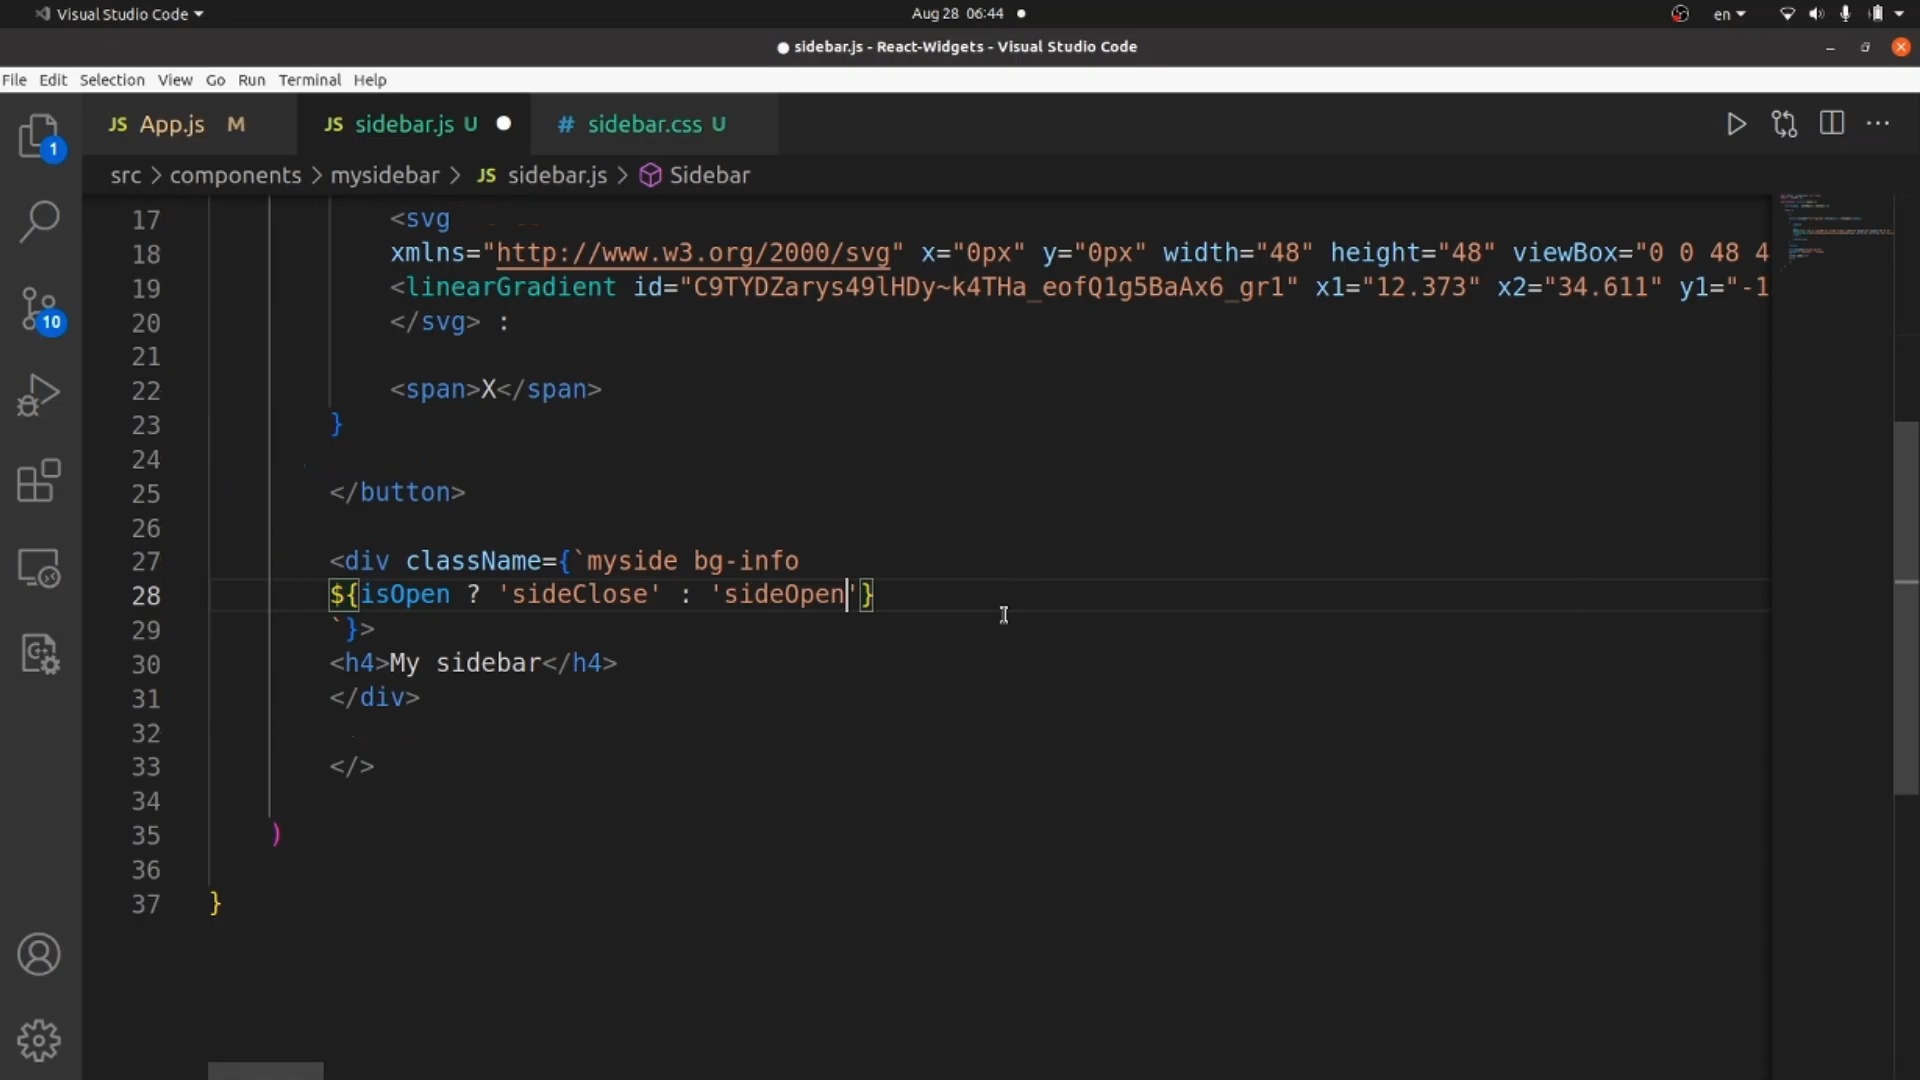 Visual Studio Code
Aug 28 06:44
en
sidebar.js - React-Widgets - Visual Studio Code
File Edit Selection View Go Run Terminal Help
JS App.js M
JS sidebar.js U
# sidebar.css U
src > components > mysidebar > JS sidebar.js > Sidebar
1
10
17 <svg
18 xmlns="http://www.w3.org/2000/svg" x="0px" y="0px" width="48" height="48" viewBox="0 0 48 4
19 <linearGradient id="C9TYDZarys49lHDy~k4THa_eofQ1g5BaAx6_gr1" x1="12.373" x2="34.611" y1="-1
20 </svg> :
21
22 <span>X</span>
23 }
24
25 </button>
26
27 <div className={`myside bg-info
28 ${isOpen ? 'sideClose' : 'sideOpen'}
29 `}>
30 <h4>My sidebar</h4>
31 </div>
32
33 </>
34
35 )
36
37 }